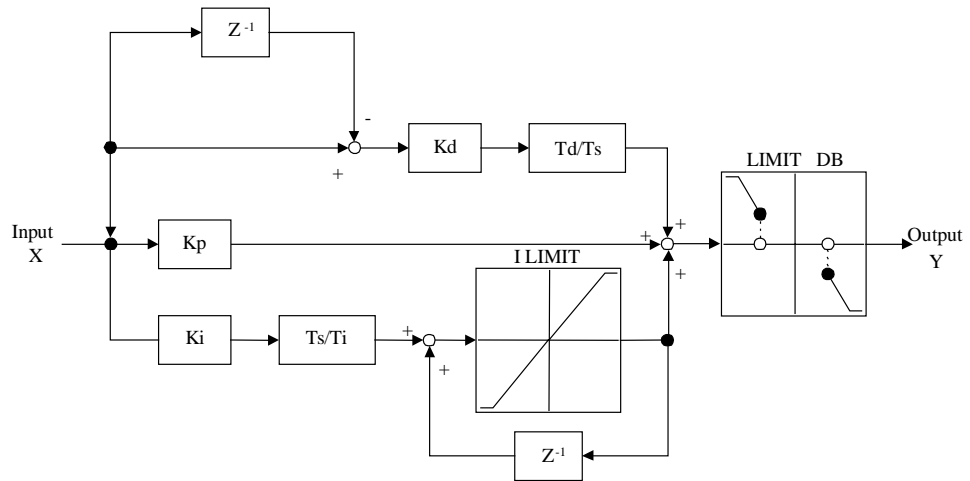 Z -1
-
Kd
Td/Ts
+
LIMIT DB
Input
X
Kp
+
+
+
Output
Y
I LIMIT
Ki
Ts/Ti
+
+
Z-1